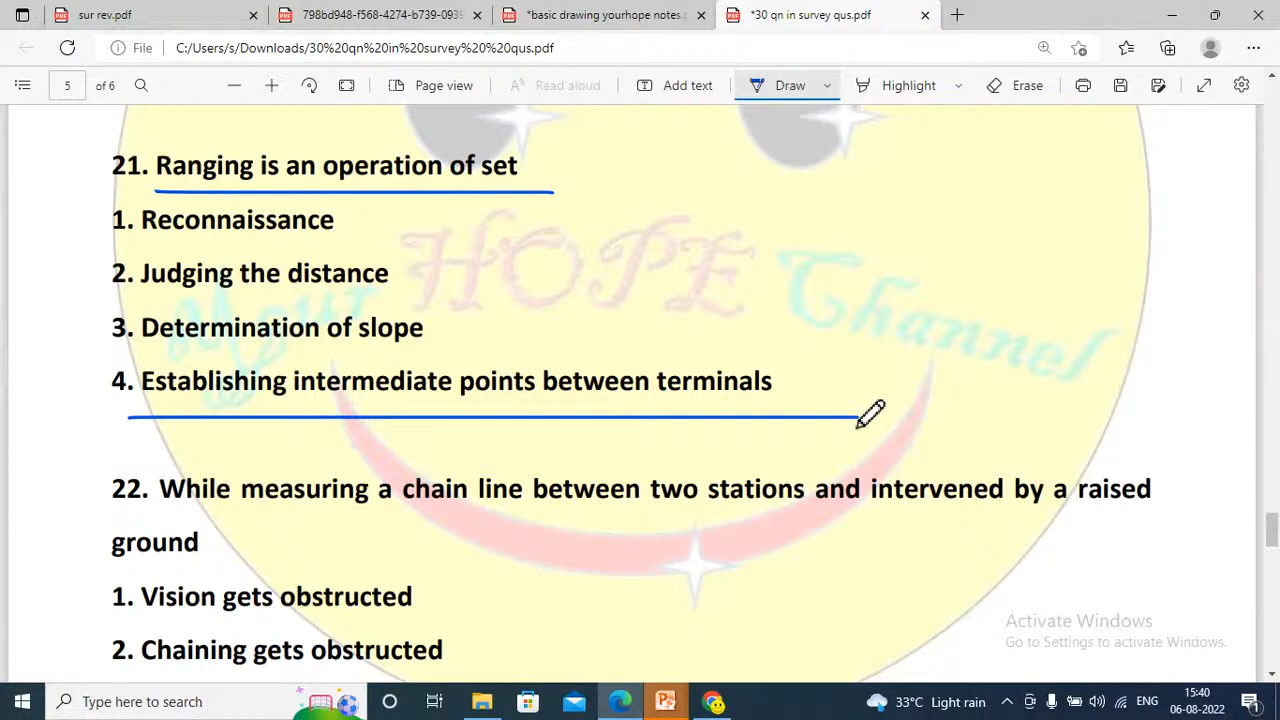 sur rev.pdf
798bd948-f568-4274-b739-0939
*basic drawing yourhope notes.p
*30 qn in survey qus.pdf
File
C:/Users/s/Downloads/30%20qn%20in%20survey%20%20qus.pdf
5 of 6
Page view
Read aloud
Add text
Draw
Highlight
Erase
21. Ranging is an operation of set
1. Reconnaissance
2. Judging the distance
3. Determination of slope
4. Establishing intermediate points between terminals
22. While measuring a chain line between two stations and intervened by a raised
ground
1. Vision gets obstructed
2. Chaining gets obstructed
Your HOPE Channel
Activate Windows
Go to Settings to activate Windows.
Type here to search
33°C Light rain
ENG
15:40
06-08-2022